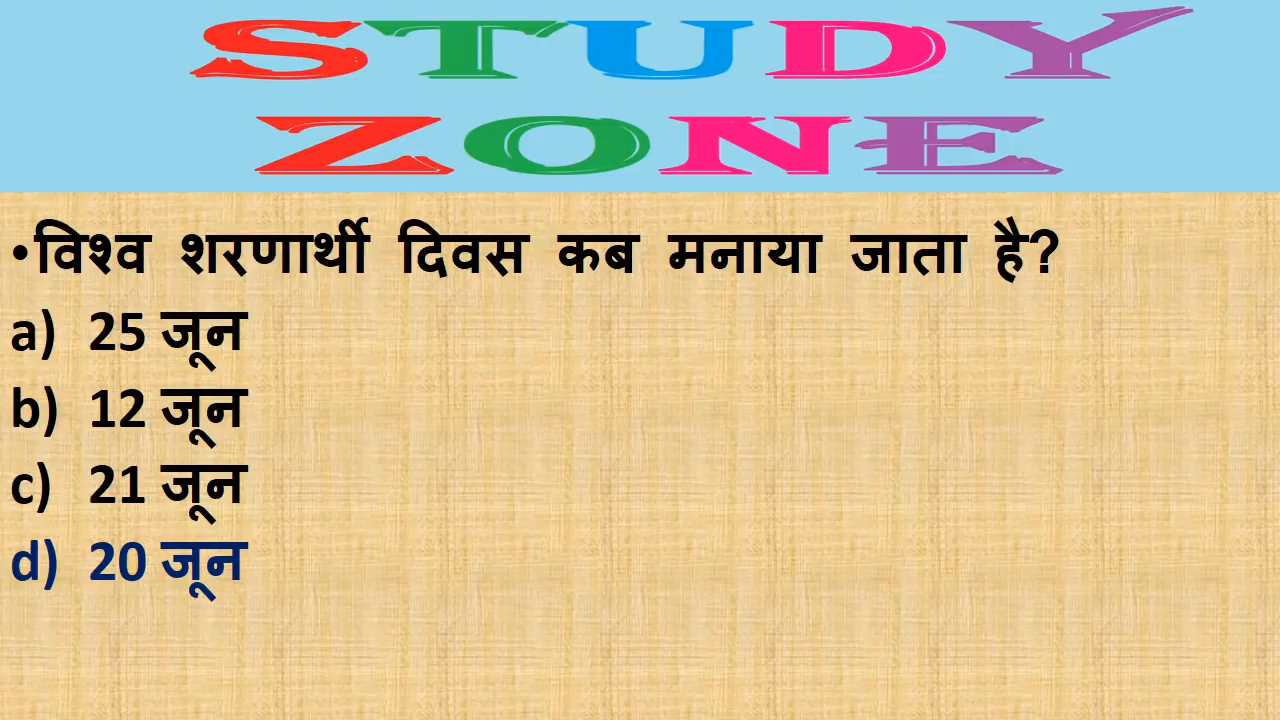 STUDY
ZONE
•विश्व शरणार्थी दिवस कब मनाया जाता है?
a) 25 जून
b) 12 जून
c) 21 जून
d) 20 जून